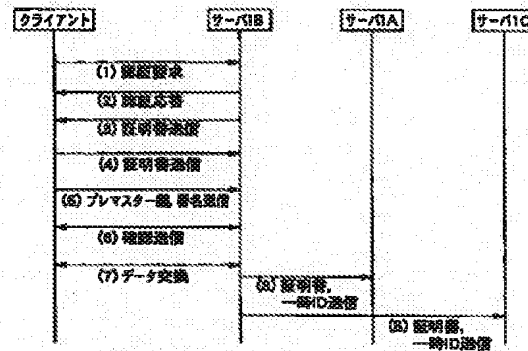 クライアント
サーバ1B
サーバ1A
サーバ1C
(1) 認証要求
(2) 認証応答
(3) 証明書送信
(4) 証明書送信
(5) プレマスター鍵, 署名送信
(6) 確認送信
(7) データ交換
(8) 証明書,
一時ID送信
(8) 証明書,
一時ID送信